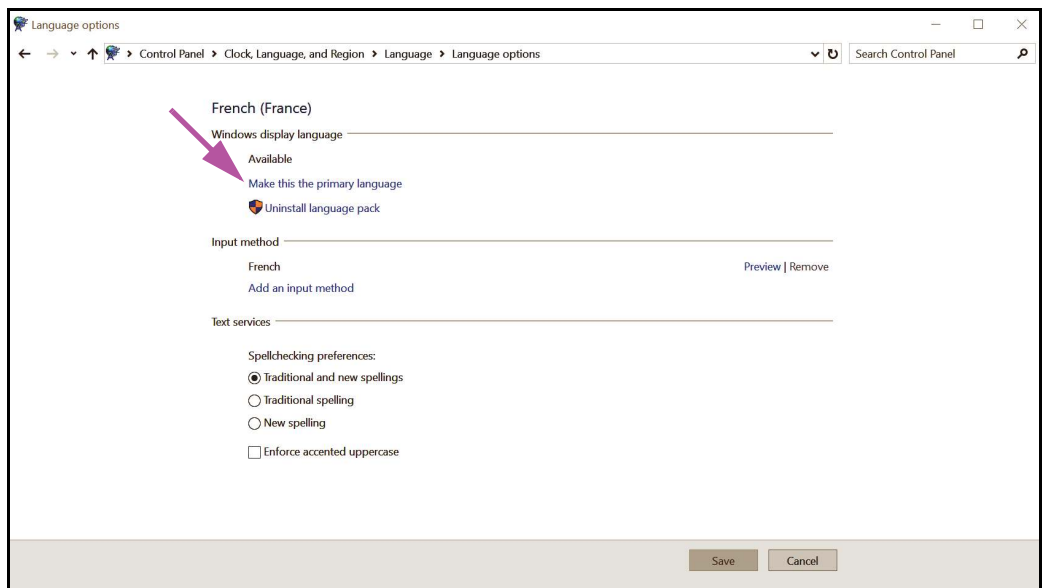 Language options
Control Panel > Clock, Language, and Region > Language > Language options Search Control Panel
French (France)
Windows display language
Available
Make this the primary language
Uninstall language pack
Input method
French Preview | Remove
Add an input method
Text services
Spellchecking preferences:
Traditional and new spellings
Traditional spelling
New spelling
Enforce accented uppercase
Save Cancel